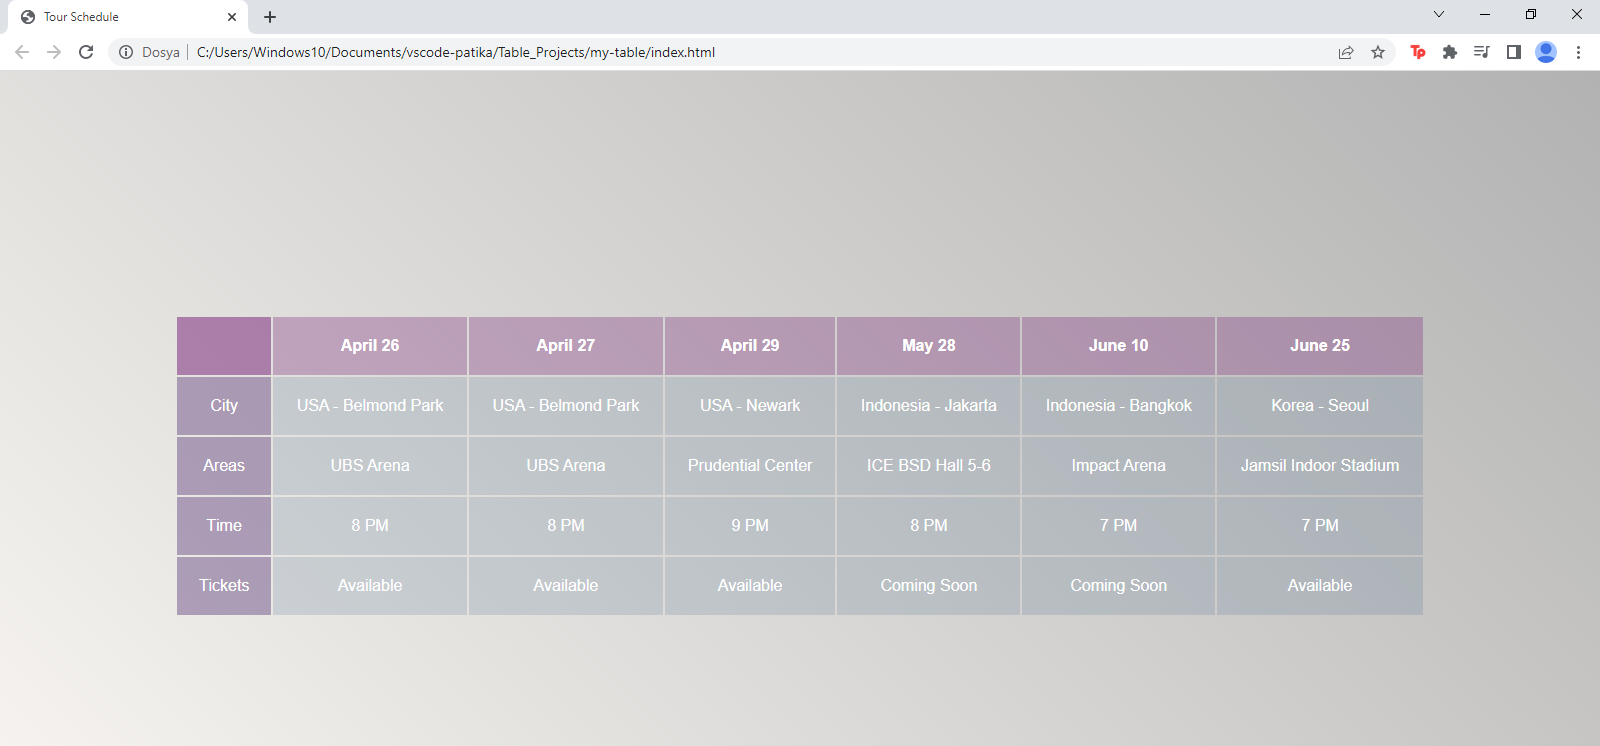 Tour Schedule
Dosya C:/Users/Windows10/Documents/vscode-patika/Table_Projects/my-table/index.html
Tp
April 26 April 27 April 29 May 28 June 10 June 25
City USA - Belmond Park USA - Belmond Park USA - Newark Indonesia - Jakarta Indonesia - Bangkok Korea - Seoul
Areas UBS Arena UBS Arena Prudential Center ICE BSD Hall 5-6 Impact Arena Jamsil Indoor Stadium
Time 8 PM 8 PM 9 PM 8 PM 7 PM 7 PM
Tickets Available Available Available Coming Soon Coming Soon Available